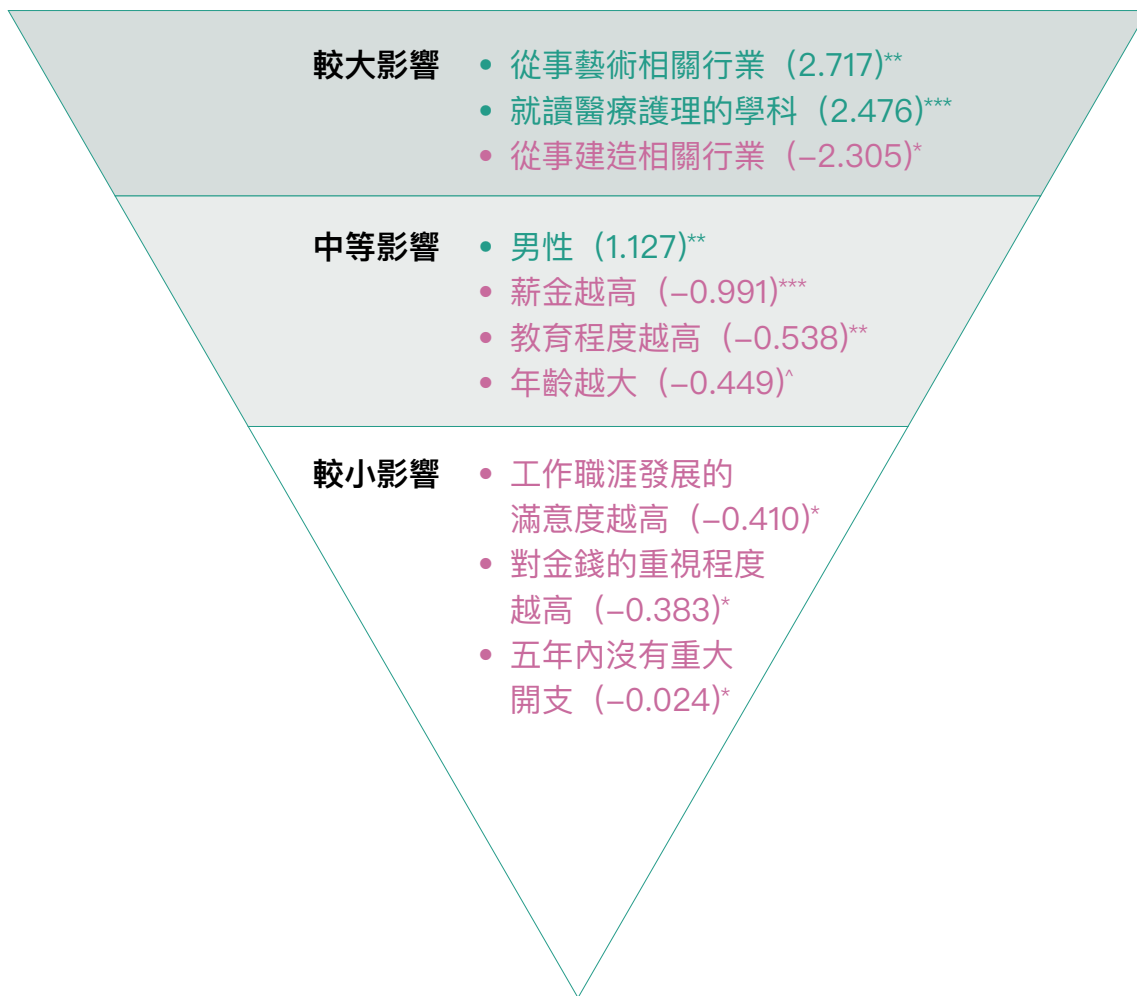 較大影響 • 從事藝術相關行業（2.717)**
• 就讀醫療護理的學科（2.476)***
• 從事建造相關行業（–2.305)*
中等影響 • 男性（1.127)**
• 薪金越高（–0.991)***
• 教育程度越高（–0.538)**
• 年齡越大（–0.449)^
較小影響 • 工作職涯發展的
滿意度越高（–0.410)*
• 對金錢的重視程度
越高（–0.383)*
• 五年內沒有重大
開支（–0.024)*